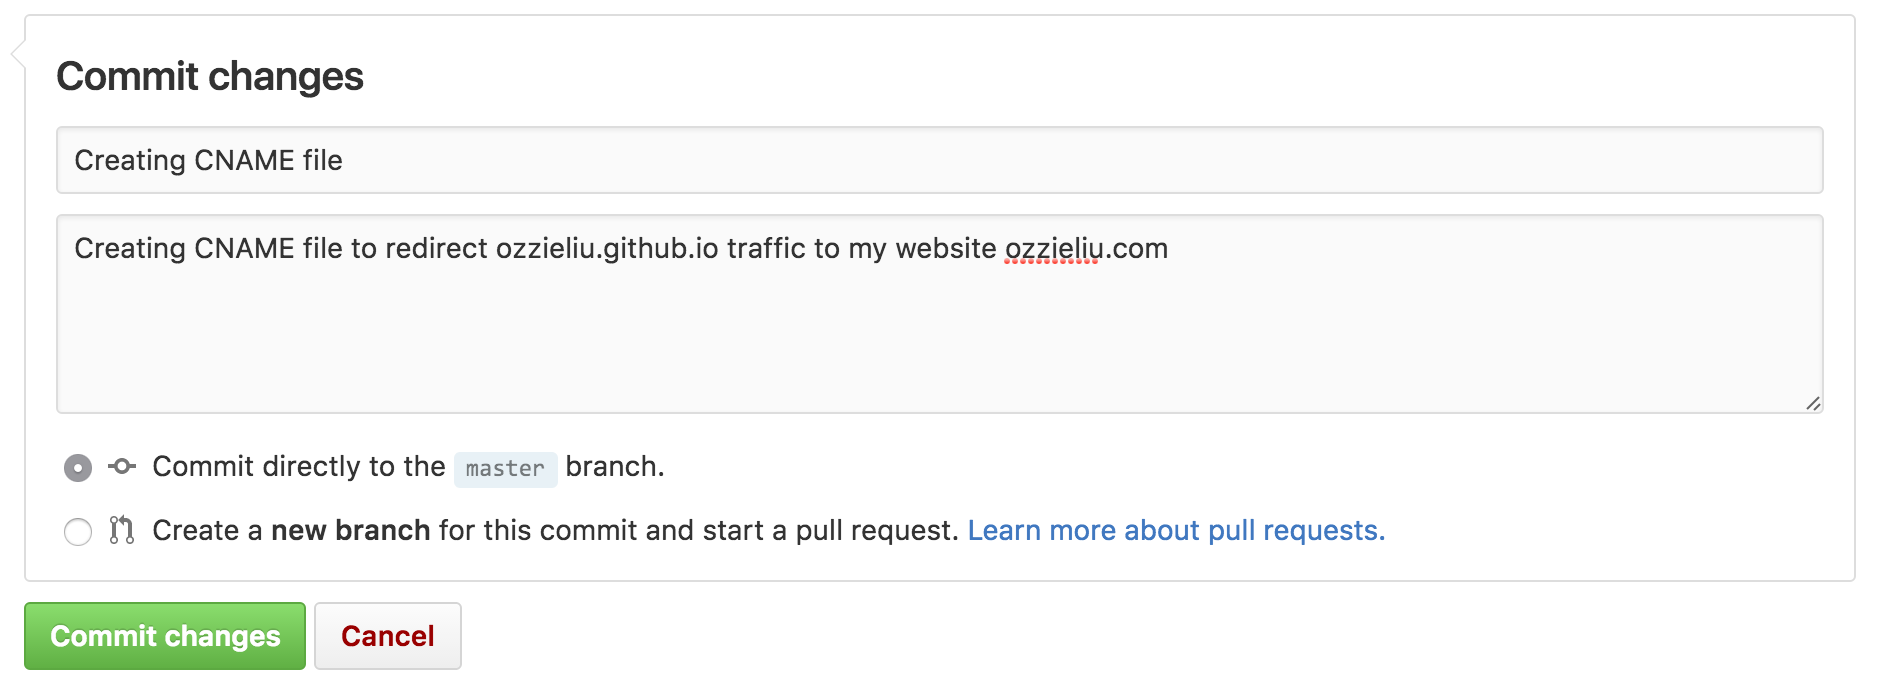 Commit changes
Creating CNAME file
Creating CNAME file to redirect ozzieliu.github.io traffic to my website ozzieliu.com
Commit directly to the master branch.
Create a new branch for this commit and start a pull request. Learn more about pull requests.
Commit changes Cancel